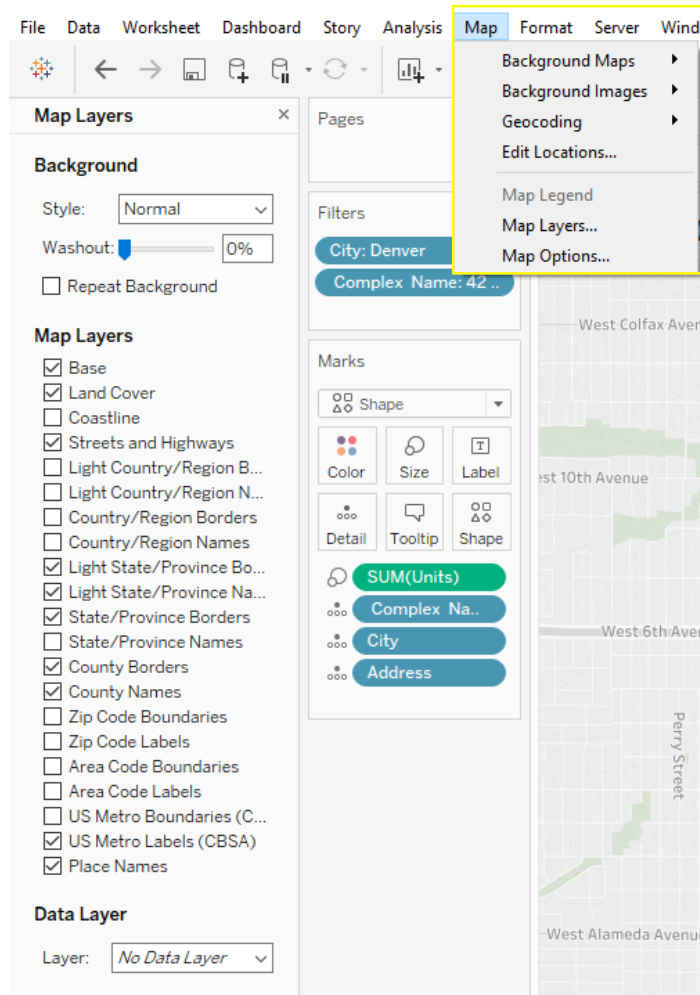 File Data Worksheet Dashboard Story Analysis Map Format Server Wind
Background Maps
Background Images
Geocoding
Edit Locations...
Map Legend
Map Layers...
Map Options...
Map Layers
Background
Style: Normal
Washout: 0%
Repeat Background
Map Layers
Base
Land Cover
Coastline
Streets and Highways
Light Country/Region B...
Light Country/Region N...
Country/Region Borders
Country/Region Names
Light State/Province Bo...
Light State/Province Na...
State/Province Borders
State/Province Names
County Borders
County Names
Zip Code Boundaries
Zip Code Labels
Area Code Boundaries
Area Code Labels
US Metro Boundaries (C...
US Metro Labels (CBSA)
Place Names
Data Layer
Layer: No Data Layer
Pages
Filters
City: Denver
Complex Name: 42 ..
Marks
Shape
Color Size Label
Detail Tooltip Shape
SUM(Units)
Complex Na..
City
Address
West Colfax Aven
est 10th Avenue
West 6th Aven
Perry Street
West Alameda Avenu